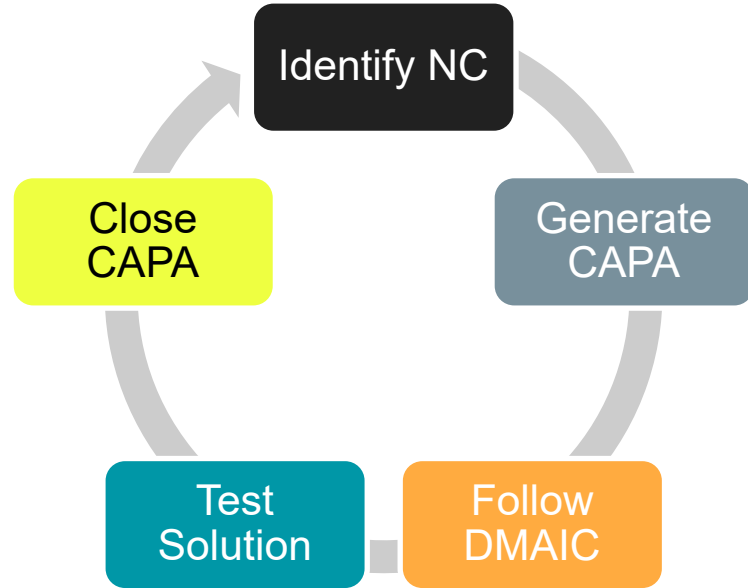 Identify NC
Generate
CAPA
Follow
DMAIC
Test
Solution
Close
CAPA